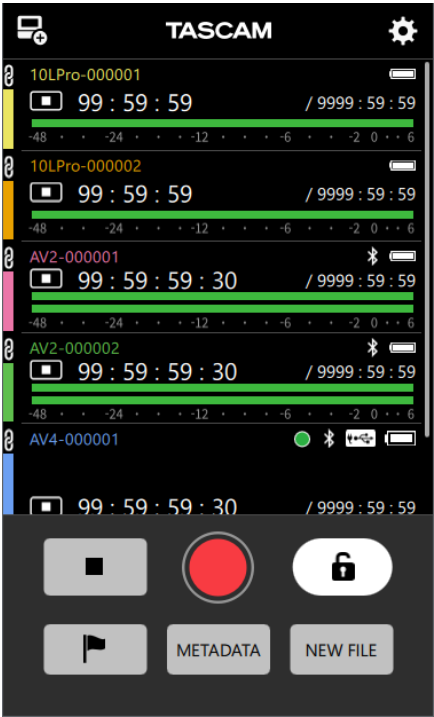 TASCAM
10LPro-000001
99 : 59 : 59 / 9999 : 59 : 59
-48 · · -24 · · · -12 · · · -6 · · -2 0 · · 6
10LPro-000002
99 : 59 : 59 / 9999 : 59 : 59
-48 · · -24 · · · -12 · · · -6 · · -2 0 · · 6
AV2-000001
99 : 59 : 59 : 30 / 9999 : 59 : 59
-48 · · -24 · · · -12 · · · -6 · · -2 0 · · 6
AV2-000002
99 : 59 : 59 : 30 / 9999 : 59 : 59
-48 · · -24 · · · -12 · · · -6 · · -2 0 · · 6
AV4-000001
99 : 59 : 59 : 30 / 9999 : 59 : 59
METADATA NEW FILE